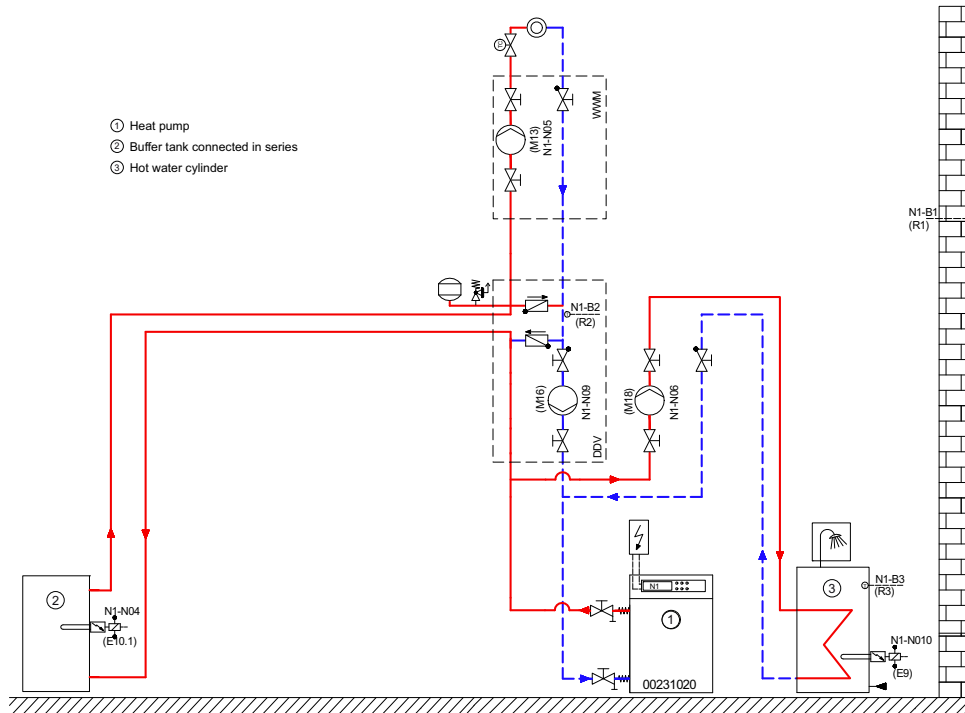 ① Heat pump
② Buffer tank connected in series
③ Hot water cylinder
(M13)
N1-N05
WWM
N1-B1
(R1)
N1-B2
(R2)
(M16)
N1-N09
DDV
(M18)
N1-N06
②
N1-N04
(E10.1)
N1
①
00231020
③
N1-B3
(R3)
N1-N010
(E9)